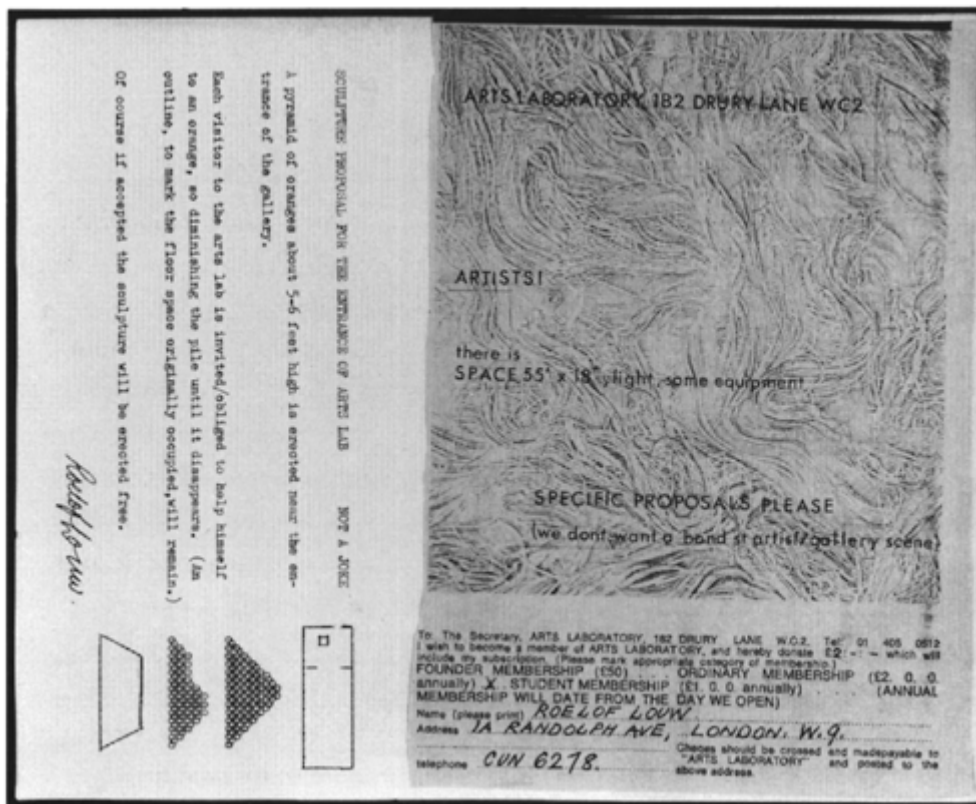 SCULPTURE PROPOSAL FOR THE ENTRANCE OF ARTS LAB NOT A JOKE
A pyramid of oranges about 5-6 feet high is erected near the en-
trance of the gallery.
Each visitor to the arts lab is invited/obliged to help himself
to an orange, so diminishing the pile until it disappears. (An
outline, to mark the floor space originally occupied,will remain.)
Of course if accepted the sculpture will be erected free.
Roelof Louw.
ARTS LABORATORY 182 DRURY LANE WC2
ARTISTS!
there is
SPACE 55' x 18', light, some equipment
SPECIFIC PROPOSALS PLEASE
(we dont want a bond st artist/gallery scene)
To The Secretary, ARTS LABORATORY, 182 DRURY LANE W.C.2. Tel: 01 405 0612
I wish to become a member of ARTS LABORATORY, and hereby donate £2 - - which will
include my subscription. (Please mark appropriate category of membership.)
FOUNDER MEMBERSHIP (£50) ... ORDINARY MEMBERSHIP (£2. 0. 0.
annually) X. STUDENT MEMBERSHIP (£1. 0. 0 annually) ... (ANNUAL
MEMBERSHIP WILL DATE FROM THE DAY WE OPEN)
Name (please print) ROELOF LOUW
Address 1A RANDOLPH AVE, LONDON. W.9.
telephone CUN 6278.
Cheques should be crossed and madepayable to
"ARTS LABORATORY" and posted to the
above address.